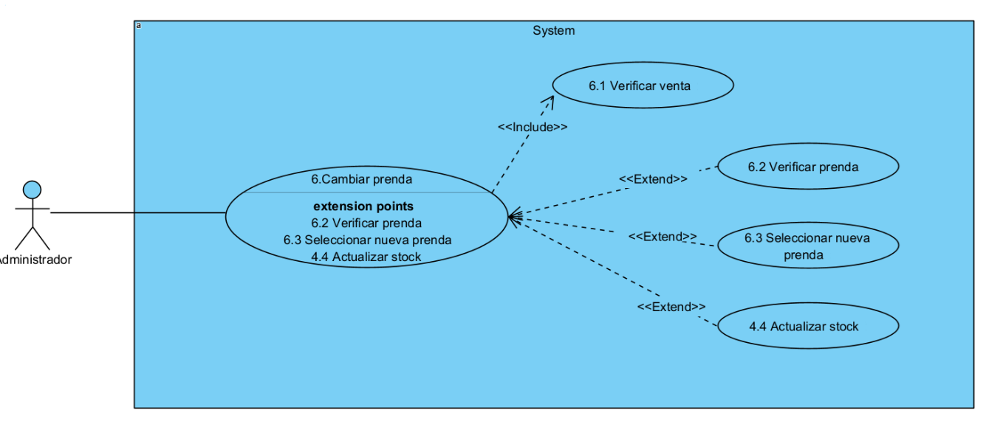 a
System
6.1 Verificar venta
<<Include>>
6.2 Verificar prenda
<<Extend>>
6.Cambiar prenda
extension points
6.2 Verificar prenda
6.3 Seleccionar nueva prenda
4.4 Actualizar stock
<<Extend>>
6.3 Seleccionar nueva
prenda
<<Extend>>
4.4 Actualizar stock
dministrador